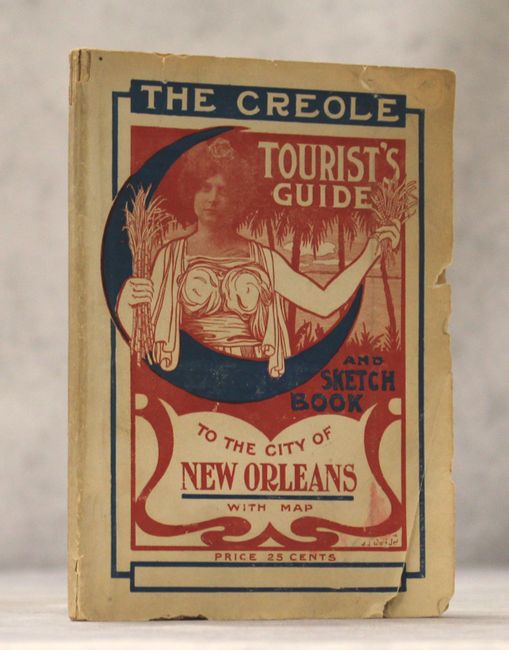 THE CREOLE
TOURIST'S
GUIDE
AND
SKETCH
BOOK
TO THE CITY OF
NEW ORLEANS
WITH MAP
PRICE 25 CENTS